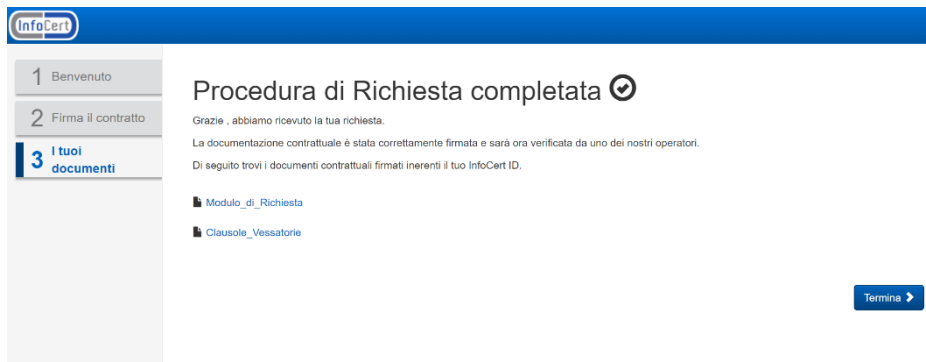 InfoCert
1 Benvenuto
2 Firma il contratto
3 I tuoi
documenti
Procedura di Richiesta completata
Grazie , abbiamo ricevuto la tua richiesta.
La documentazione contrattuale è stata correttamente firmata e sarà ora verificata da uno dei nostri operatori.
Di seguito trovi i documenti contrattuali firmati inerenti il tuo InfoCert ID.
Modulo_di_Richiesta
Clausole_Vessatorie
Termina